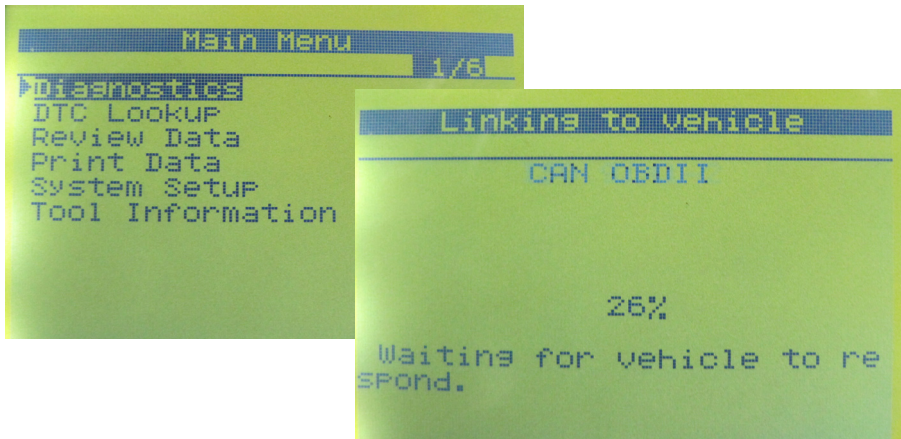 Main Menu
1/6
Diagnostics
DTC Lookup
Review Data
Print Data
System Setup
Tool Information
Linking to vehicle
CAN OBDII
26%
Waiting for vehicle to re
spond.